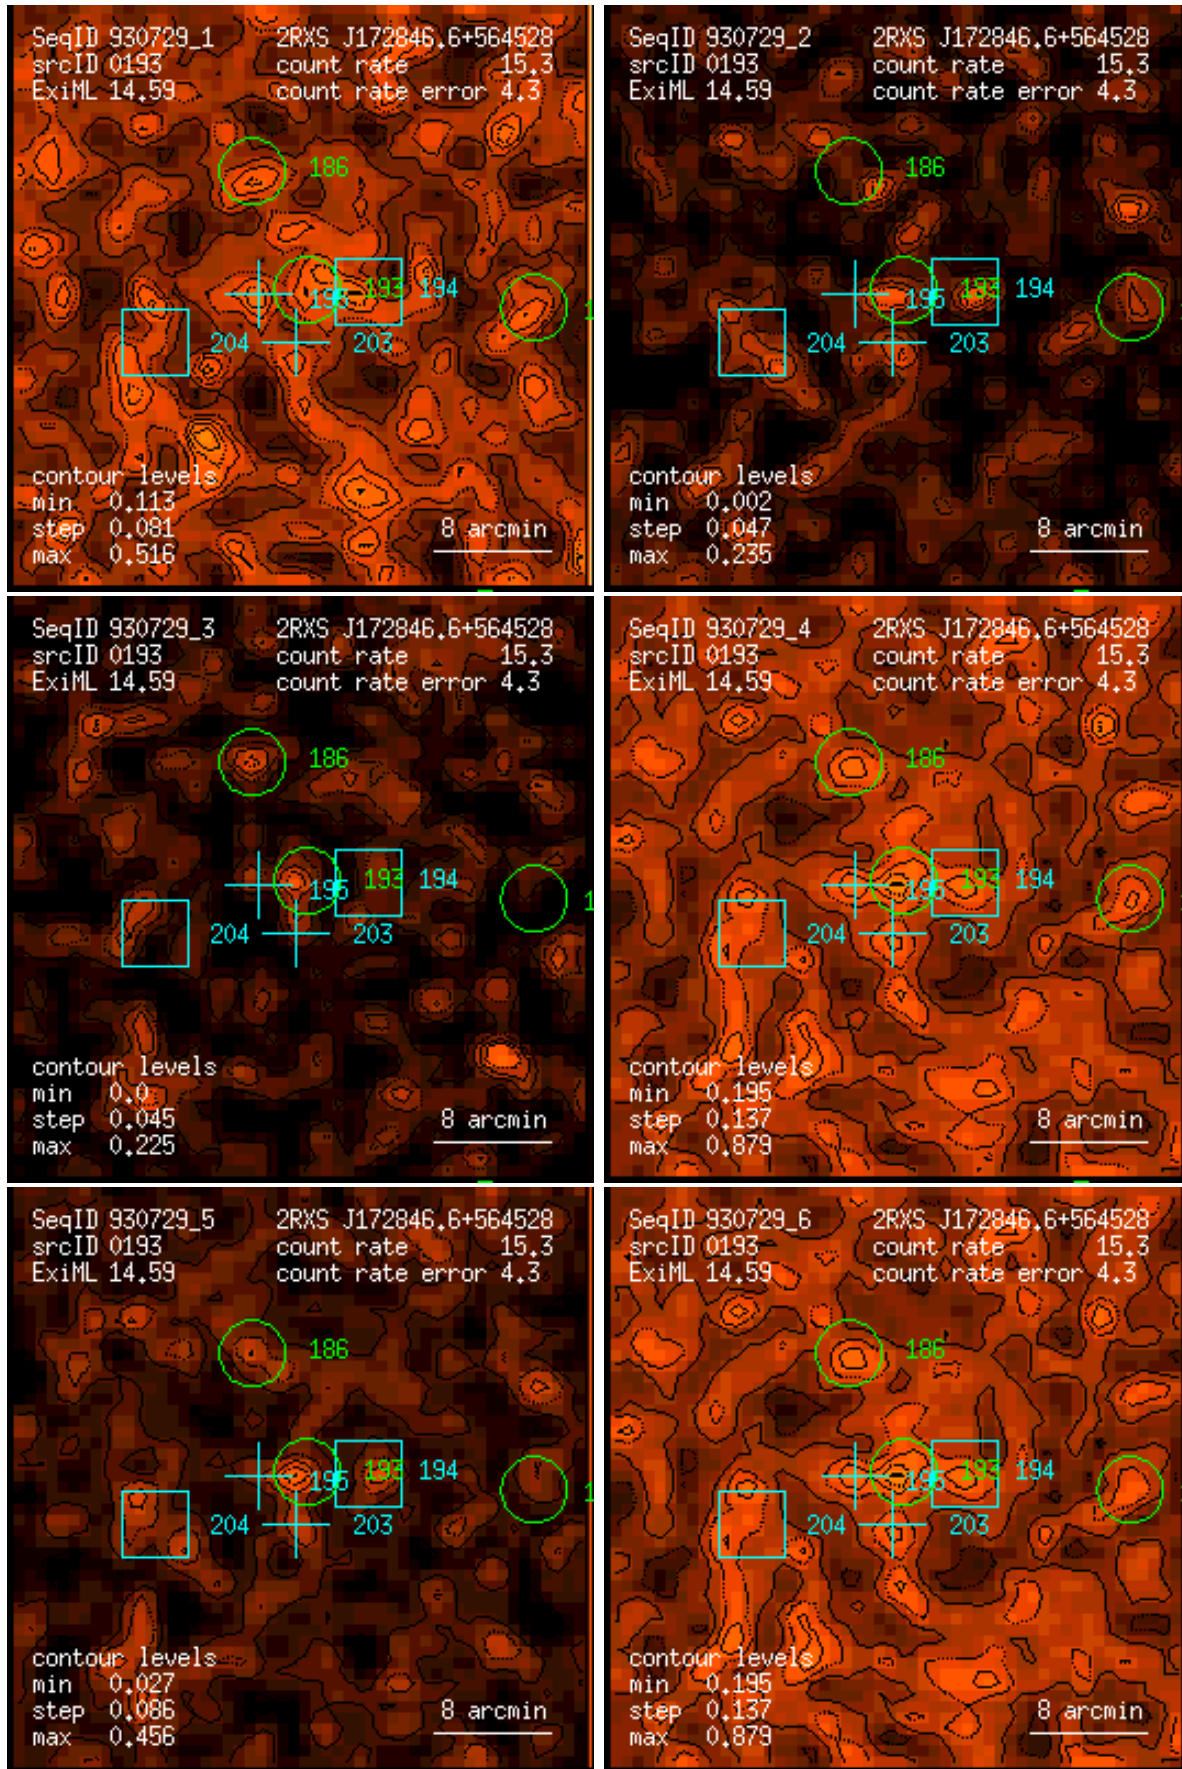 SeqID 930729_1 2RXS J172846.6+564528
srcID 0193 count rate 15.3
ExiML 14.59 count rate error 4.3
186
193 194
204 203
contour levels
min 0.113
step 0.081
max 0.516
8 arcmin
SeqID 930729_2 2RXS J172846.6+564528
srcID 0193 count rate 15.3
ExiML 14.59 count rate error 4.3
186
193 194
204 203
contour levels
min 0.002
step 0.047
max 0.235
8 arcmin
SeqID 930729_3 2RXS J172846.6+564528
srcID 0193 count rate 15.3
ExiML 14.59 count rate error 4.3
186
193 194
204 203
contour levels
min 0.0
step 0.045
max 0.225
8 arcmin
SeqID 930729_4 2RXS J172846.6+564528
srcID 0193 count rate 15.3
ExiML 14.59 count rate error 4.3
186
193 194
204 203
contour levels
min 0.195
step 0.137
max 0.879
8 arcmin
SeqID 930729_5 2RXS J172846.6+564528
srcID 0193 count rate 15.3
ExiML 14.59 count rate error 4.3
186
193 194
204 203
contour levels
min 0.027
step 0.086
max 0.456
8 arcmin
SeqID 930729_6 2RXS J172846.6+564528
srcID 0193 count rate 15.3
ExiML 14.59 count rate error 4.3
186
193 194
204 203
contour levels
min 0.195
step 0.137
max 0.879
8 arcmin